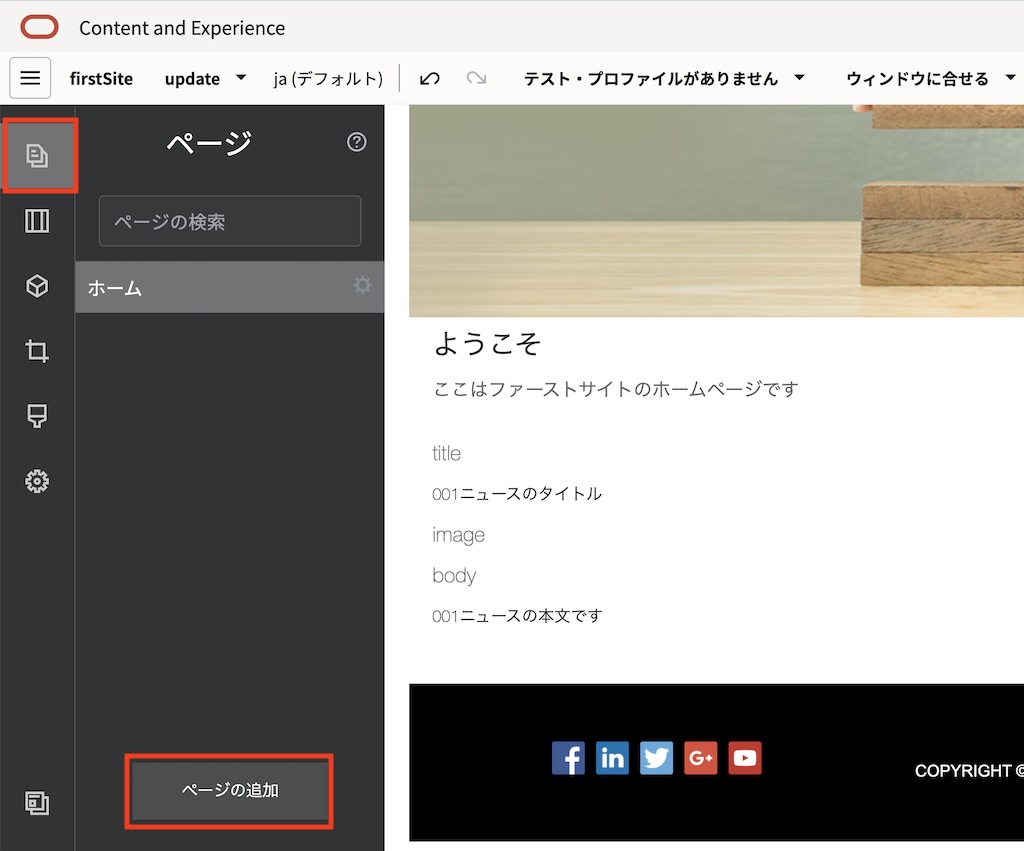 Content and Experience
firstSite update ja (デフォルト) テスト・プロファイルがありません ウィンドウに合せる
ページ
ページの検索
ホーム
ページの追加
ようこそ
ここはファーストサイトのホームページです
title
001ニュースのタイトル
image
body
001ニュースの本文です
COPYRIGHT ©